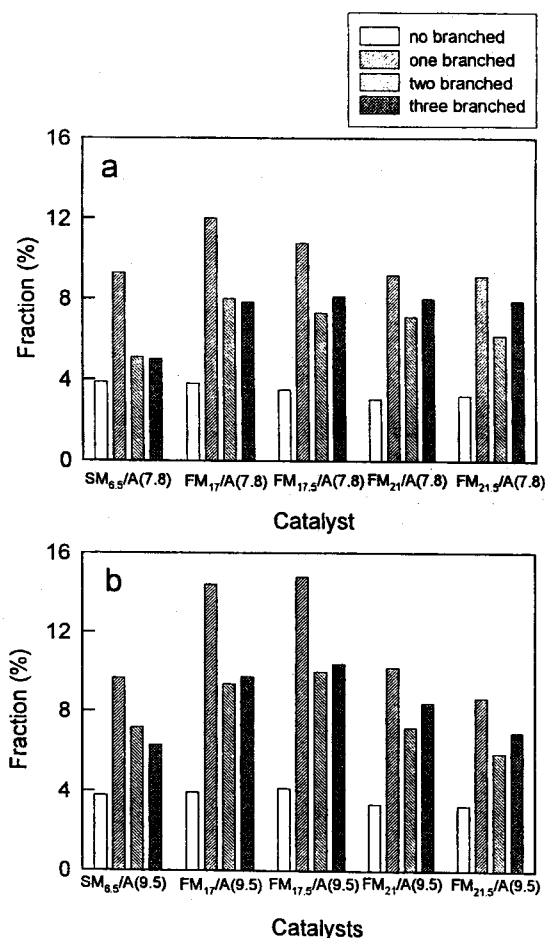 no branched
one branched
two branched
three branched
a
16
12
8
4
0
Fraction (%)
SM6.5/A(7.8) FM17/A(7.8) FM17.5/A(7.8) FM21/A(7.8) FM21.5/A(7.8)
Catalyst
b
16
12
8
4
0
Fraction (%)
SM6.5/A(9.5) FM17/A(9.5) FM17.5/A(9.5) FM21/A(9.5) FM21.5/A(9.5)
Catalysts